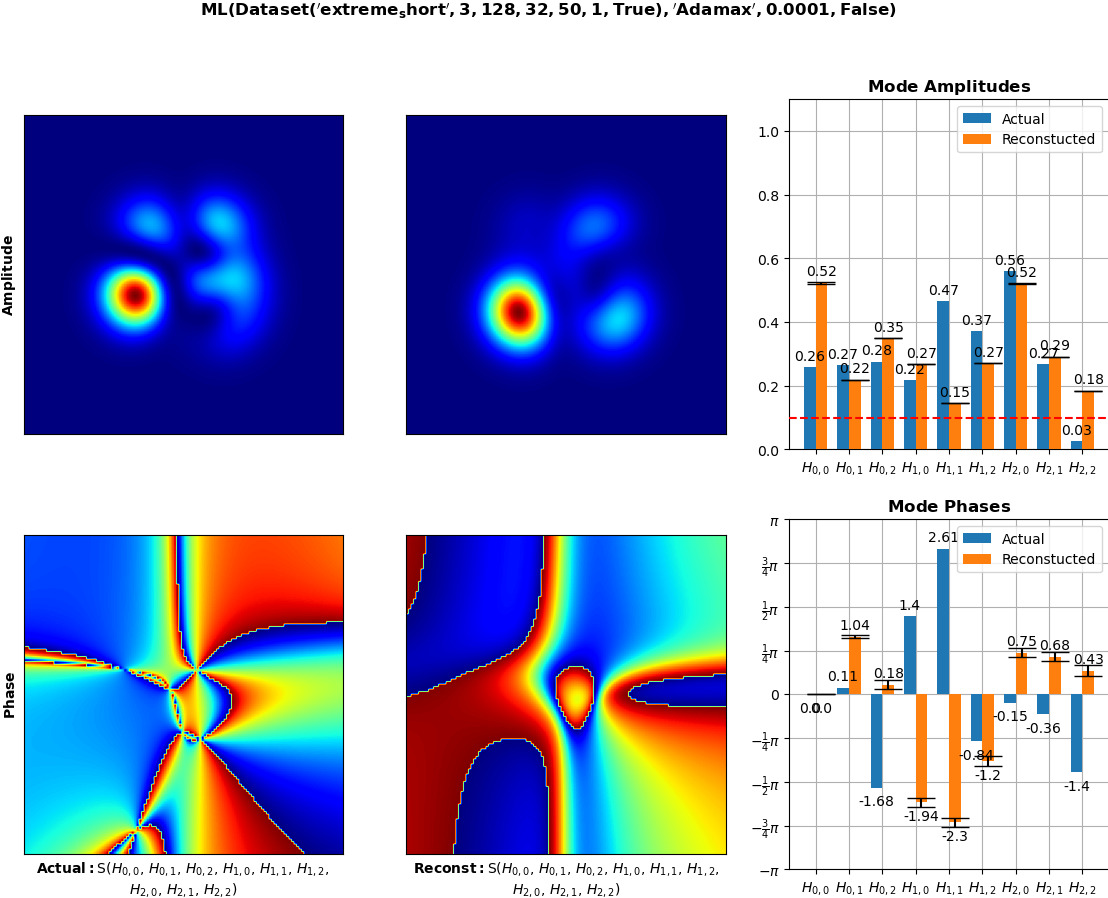 ML(Dataset('extreme_short', 3, 128, 32, 50, 1, True), 'Adamax', 0.0001, False)
Amplitude
Mode Amplitudes
Actual
Reconstucted
1.0
0.8
0.6
0.4
0.2
0.0
0.26 0.52 0.27 0.22 0.28 0.35 0.22 0.27 0.47 0.15 0.37 0.27 0.56 0.52 0.27 0.29 0.03 0.18
H0,0 H0,1 H0,2 H1,0 H1,1 H1,2 H2,0 H2,1 H2,2
Phase
Actual: S(H0,0, H0,1, H0,2, H1,0, H1,1, H1,2,
H2,0, H2,1, H2,2)
Reconst: S(H0,0, H0,1, H0,2, H1,0, H1,1, H1,2,
H2,0, H2,1, H2,2)
Mode Phases
Actual
Reconstucted
π
3/4π
1/2π
1/4π
0
−1/4π
−1/2π
−3/4π
−π
0.0 0.0 0.11 1.04 -1.68 0.18 1.4 -1.94 2.61 -2.3 -0.84 -1.2 -0.15 0.75 -0.36 0.68 -1.4 0.43
H0,0 H0,1 H0,2 H1,0 H1,1 H1,2 H2,0 H2,1 H2,2